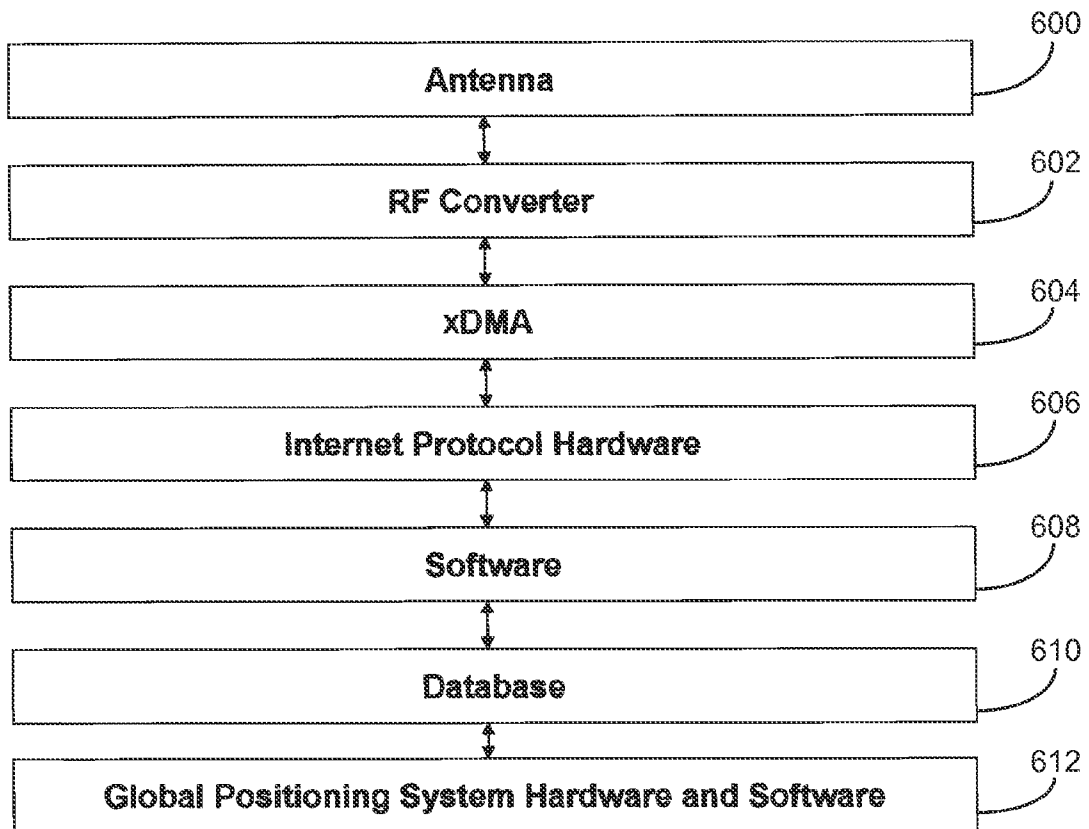 600
Antenna
602
RF Converter
604
xDMA
606
Internet Protocol Hardware
608
Software
610
Database
612
Global Positioning System Hardware and Software